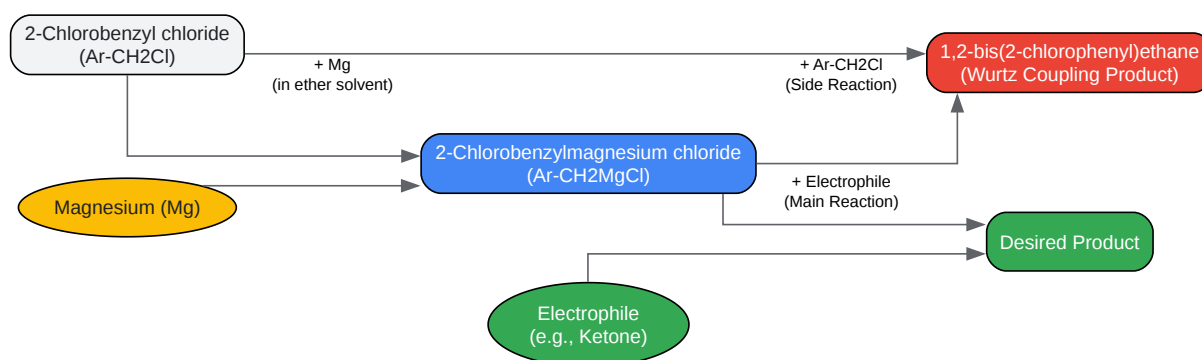 2-Chlorobenzyl chloride
(Ar-CH2Cl)
+ Mg
(in ether solvent)
+ Ar-CH2Cl
(Side Reaction)
1,2-bis(2-chlorophenyl)ethane
(Wurtz Coupling Product)
2-Chlorobenzylmagnesium chloride
(Ar-CH2MgCl)
Magnesium (Mg)
+ Electrophile
(Main Reaction)
Desired Product
Electrophile
(e.g., Ketone)